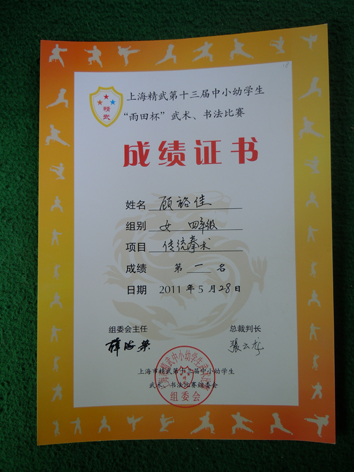 精武
上海精武第十三届中小幼学生
“雨田杯”武术、书法比赛
成绩证书
姓名 顾裕佳
组别 女 四年级
项目 传统拳术
成绩 第 一 名
日期 2011 年 5 月 28 日
组委会主任 总裁判长
上海市精武第十三届中小幼学生
武术、书法比赛组委会
组委会